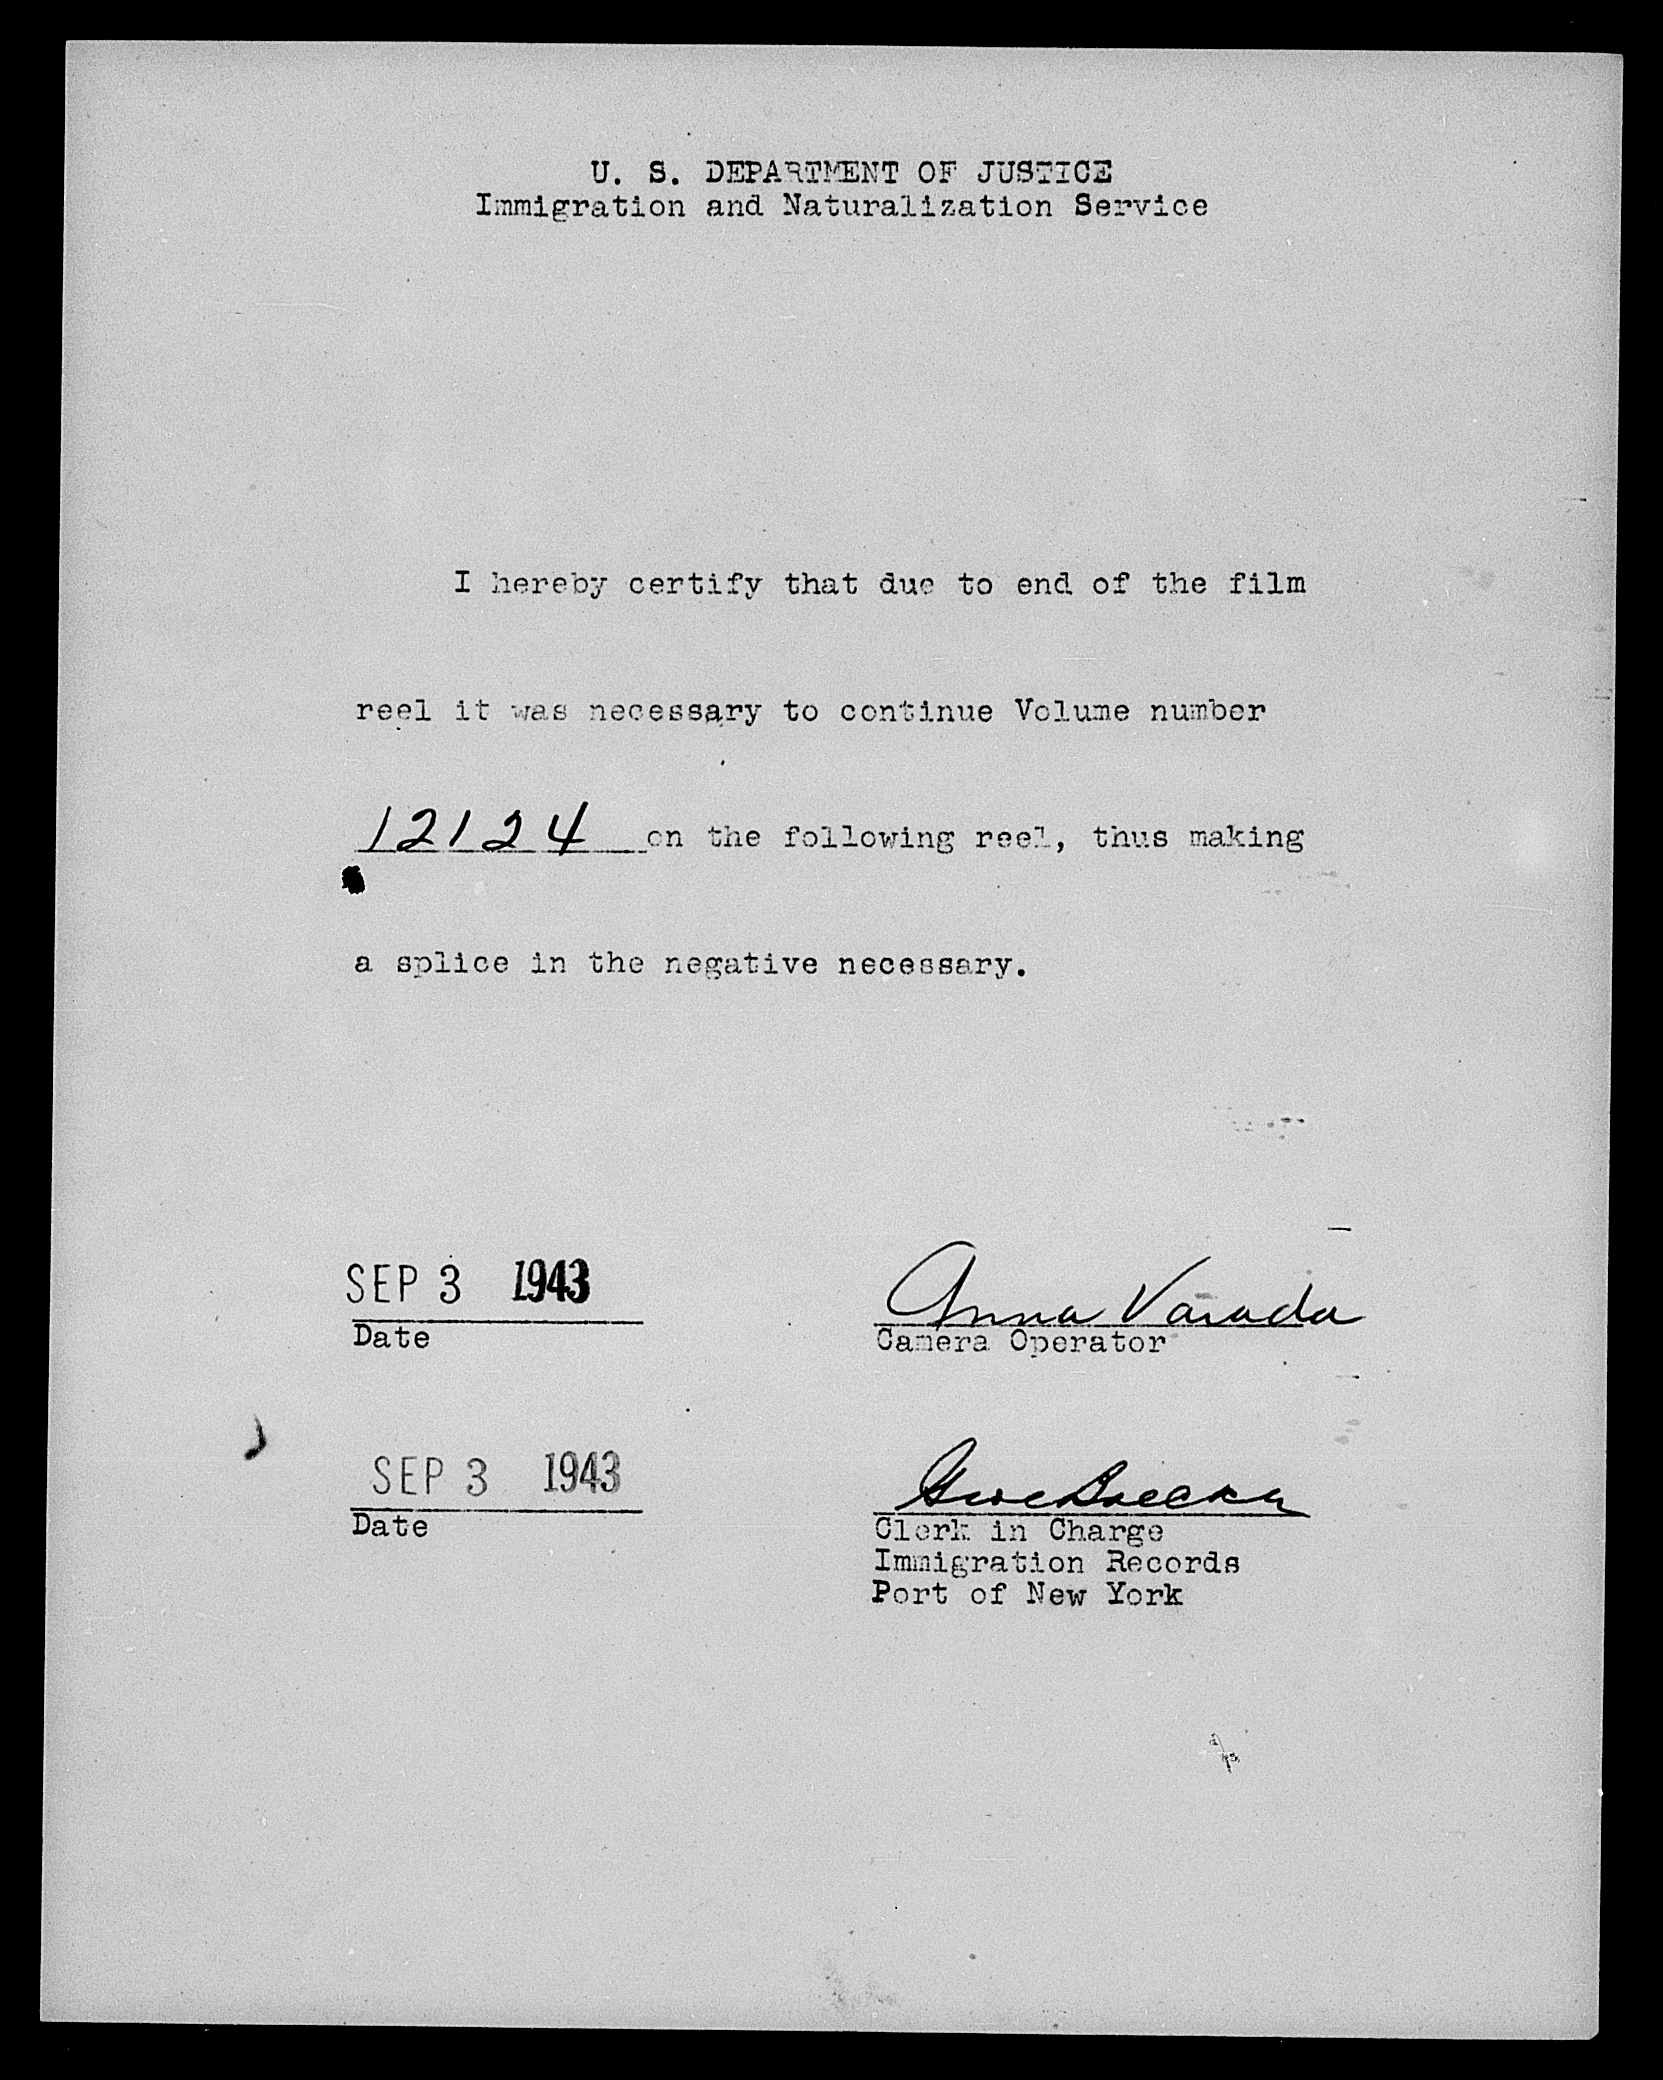 U. S. DEPARTMENT OF JUSTICE
Immigration and Naturalization Service
I hereby certify that due to end of the film
reel it was necessary to continue Volume number
12124 on the following reel, thus making
a splice in the negative necessary.
SEP 3 1943
Date
Anna Varada
Camera Operator
SEP 3 1943
Date
Clerk in Charge
Immigration Records
Port of New York